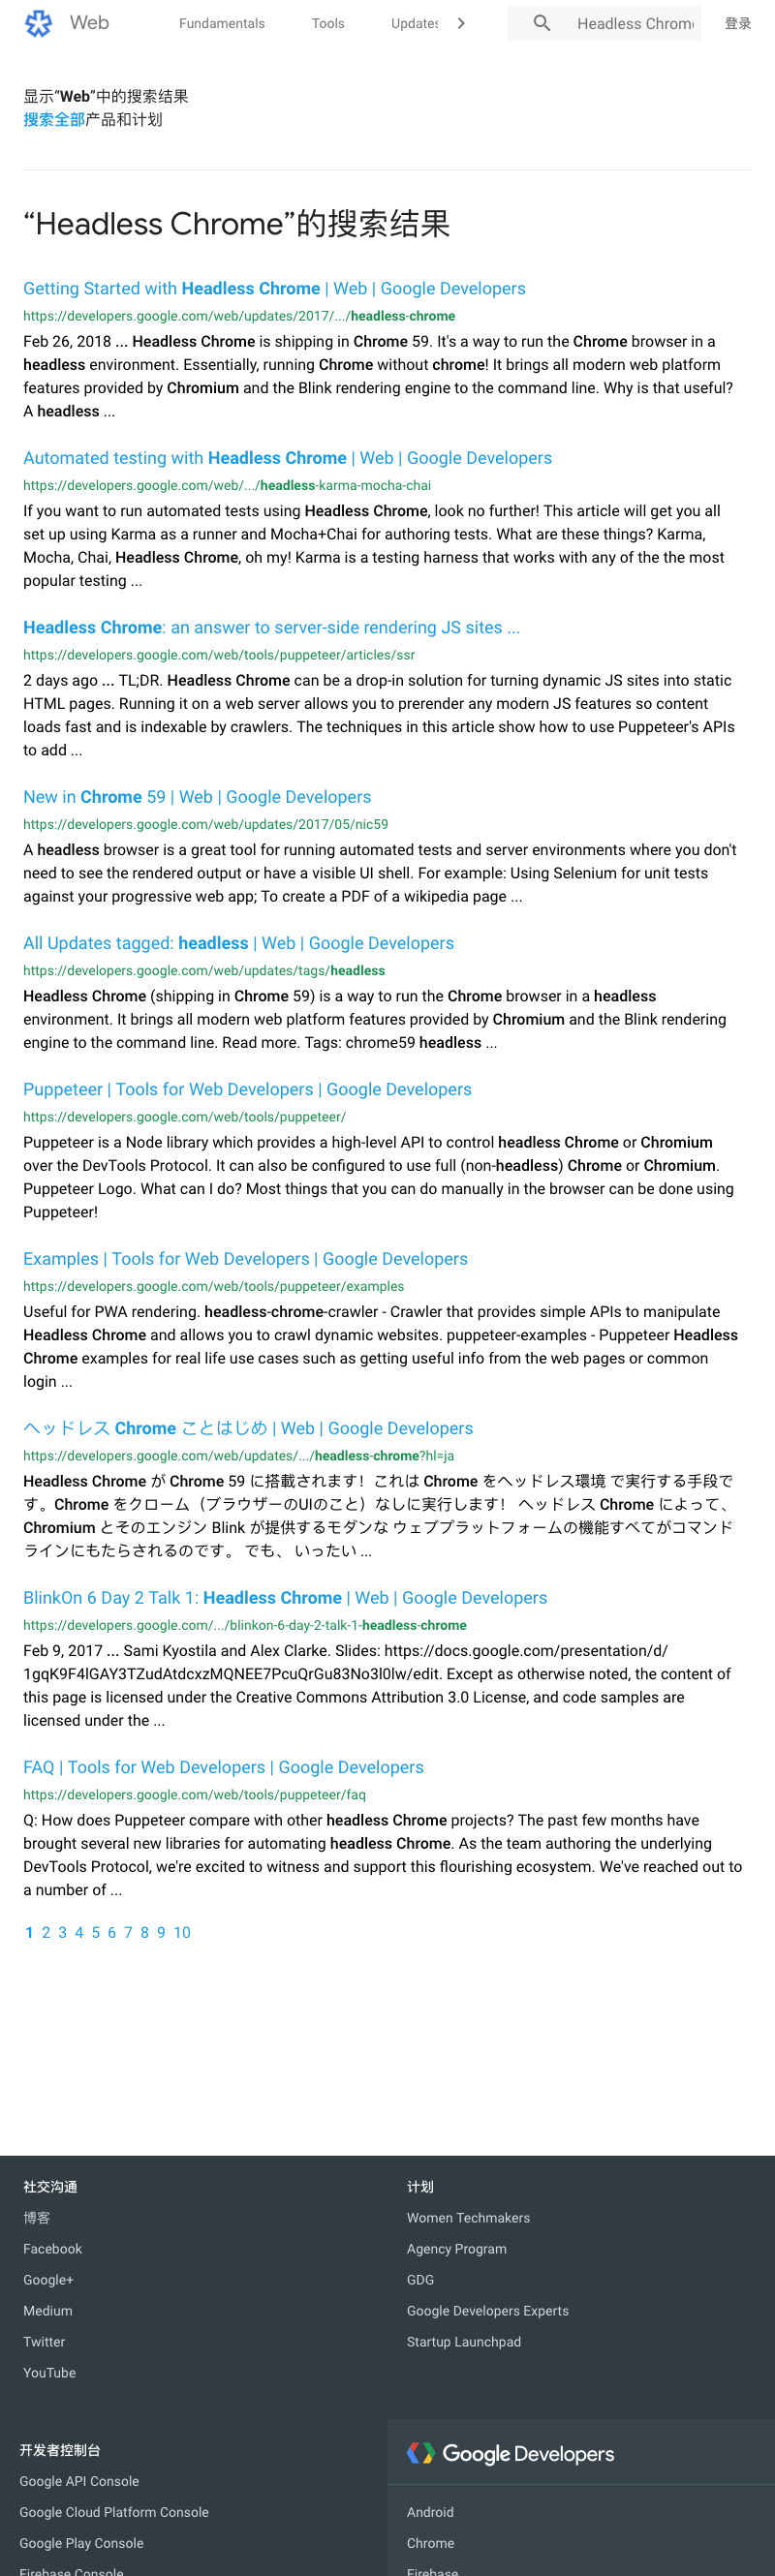 Web Fundamentals Tools Updates Headless Chrome 登录
显示“Web”中的搜索结果
搜索全部产品和计划
“Headless Chrome”的搜索结果
Getting Started with Headless Chrome | Web | Google Developers
https://developers.google.com/web/updates/2017/.../headless-chrome
Feb 26, 2018 ... Headless Chrome is shipping in Chrome 59. It's a way to run the Chrome browser in a
headless environment. Essentially, running Chrome without chrome! It brings all modern web platform
features provided by Chromium and the Blink rendering engine to the command line. Why is that useful?
A headless ...
Automated testing with Headless Chrome | Web | Google Developers
https://developers.google.com/web/.../headless-karma-mocha-chai
If you want to run automated tests using Headless Chrome, look no further! This article will get you all
set up using Karma as a runner and Mocha+Chai for authoring tests. What are these things? Karma,
Mocha, Chai, Headless Chrome, oh my! Karma is a testing harness that works with any of the the most
popular testing ...
Headless Chrome: an answer to server-side rendering JS sites ...
https://developers.google.com/web/tools/puppeteer/articles/ssr
2 days ago ... TL;DR. Headless Chrome can be a drop-in solution for turning dynamic JS sites into static
HTML pages. Running it on a web server allows you to prerender any modern JS features so content
loads fast and is indexable by crawlers. The techniques in this article show how to use Puppeteer's APIs
to add ...
New in Chrome 59 | Web | Google Developers
https://developers.google.com/web/updates/2017/05/nic59
A headless browser is a great tool for running automated tests and server environments where you don't
need to see the rendered output or have a visible UI shell. For example: Using Selenium for unit tests
against your progressive web app; To create a PDF of a wikipedia page ...
All Updates tagged: headless | Web | Google Developers
https://developers.google.com/web/updates/tags/headless
Headless Chrome (shipping in Chrome 59) is a way to run the Chrome browser in a headless
environment. It brings all modern web platform features provided by Chromium and the Blink rendering
engine to the command line. Read more. Tags: chrome59 headless ...
Puppeteer | Tools for Web Developers | Google Developers
https://developers.google.com/web/tools/puppeteer/
Puppeteer is a Node library which provides a high-level API to control headless Chrome or Chromium
over the DevTools Protocol. It can also be configured to use full (non-headless) Chrome or Chromium.
Puppeteer Logo. What can I do? Most things that you can do manually in the browser can be done using
Puppeteer!
Examples | Tools for Web Developers | Google Developers
https://developers.google.com/web/tools/puppeteer/examples
Useful for PWA rendering. headless-chrome-crawler - Crawler that provides simple APIs to manipulate
Headless Chrome and allows you to crawl dynamic websites. puppeteer-examples - Puppeteer Headless
Chrome examples for real life use cases such as getting useful info from the web pages or common
login ...
ヘッドレス Chrome ことはじめ | Web | Google Developers
https://developers.google.com/web/updates/.../headless-chrome?hl=ja
Headless Chrome が Chrome 59 に搭載されます！これは Chrome をヘッドレス環境 で実行する手段で
す。Chrome をクローム（ブラウザーのUIのこと）なしに実行します！ ヘッドレス Chrome によって、
Chromium とそのエンジン Blink が提供するモダンな ウェブプラットフォームの機能すべてがコマンド
ラインにもたらされるのです。 でも、 いったい ...
BlinkOn 6 Day 2 Talk 1: Headless Chrome | Web | Google Developers
https://developers.google.com/.../blinkon-6-day-2-talk-1-headless-chrome
Feb 9, 2017 ... Sami Kyostila and Alex Clarke. Slides: https://docs.google.com/presentation/d/
1gqK9F4lGAY3TZudAtdcxzMQNEE7PcuQrGu83No3l0lw/edit. Except as otherwise noted, the content of
this page is licensed under the Creative Commons Attribution 3.0 License, and code samples are
licensed under the ...
FAQ | Tools for Web Developers | Google Developers
https://developers.google.com/web/tools/puppeteer/faq
Q: How does Puppeteer compare with other headless Chrome projects? The past few months have
brought several new libraries for automating headless Chrome. As the team authoring the underlying
DevTools Protocol, we're excited to witness and support this flourishing ecosystem. We've reached out to
a number of ...
1 2 3 4 5 6 7 8 9 10
社交沟通
博客
Facebook
Google+
Medium
Twitter
YouTube
计划
Women Techmakers
Agency Program
GDG
Google Developers Experts
Startup Launchpad
开发者控制台
Google API Console
Google Cloud Platform Console
Google Play Console
Firebase Console
Google Developers
Android
Chrome
Firebase